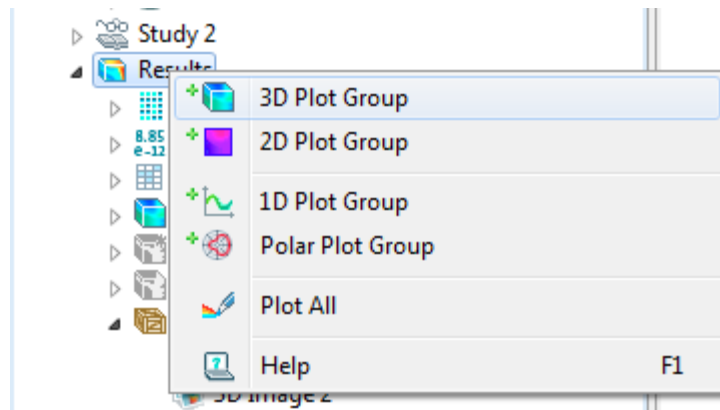 Study 2
Results
3D Plot Group
8.85
e-12
2D Plot Group
1D Plot Group
Polar Plot Group
Plot All
Help F1
3D Image 2